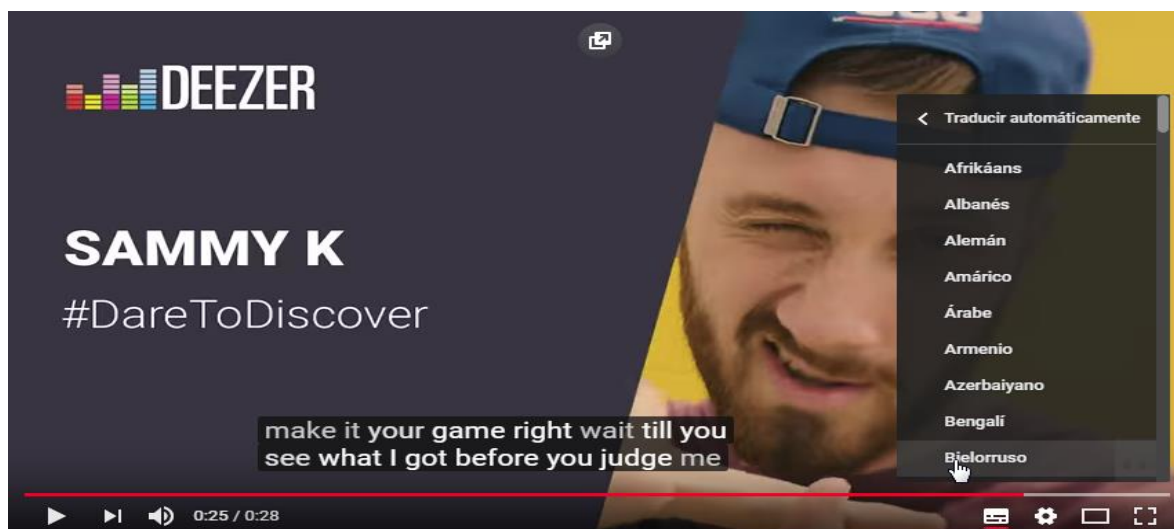 DEEZER
SAMMY K
#DareToDiscover
make it your game right wait till you
see what I got before you judge me
Traducir automáticamente
Afrikáans
Albanés
Alemán
Amárico
Árabe
Armenio
Azerbaiyano
Bengalí
Bielorruso
0:25 / 0:28